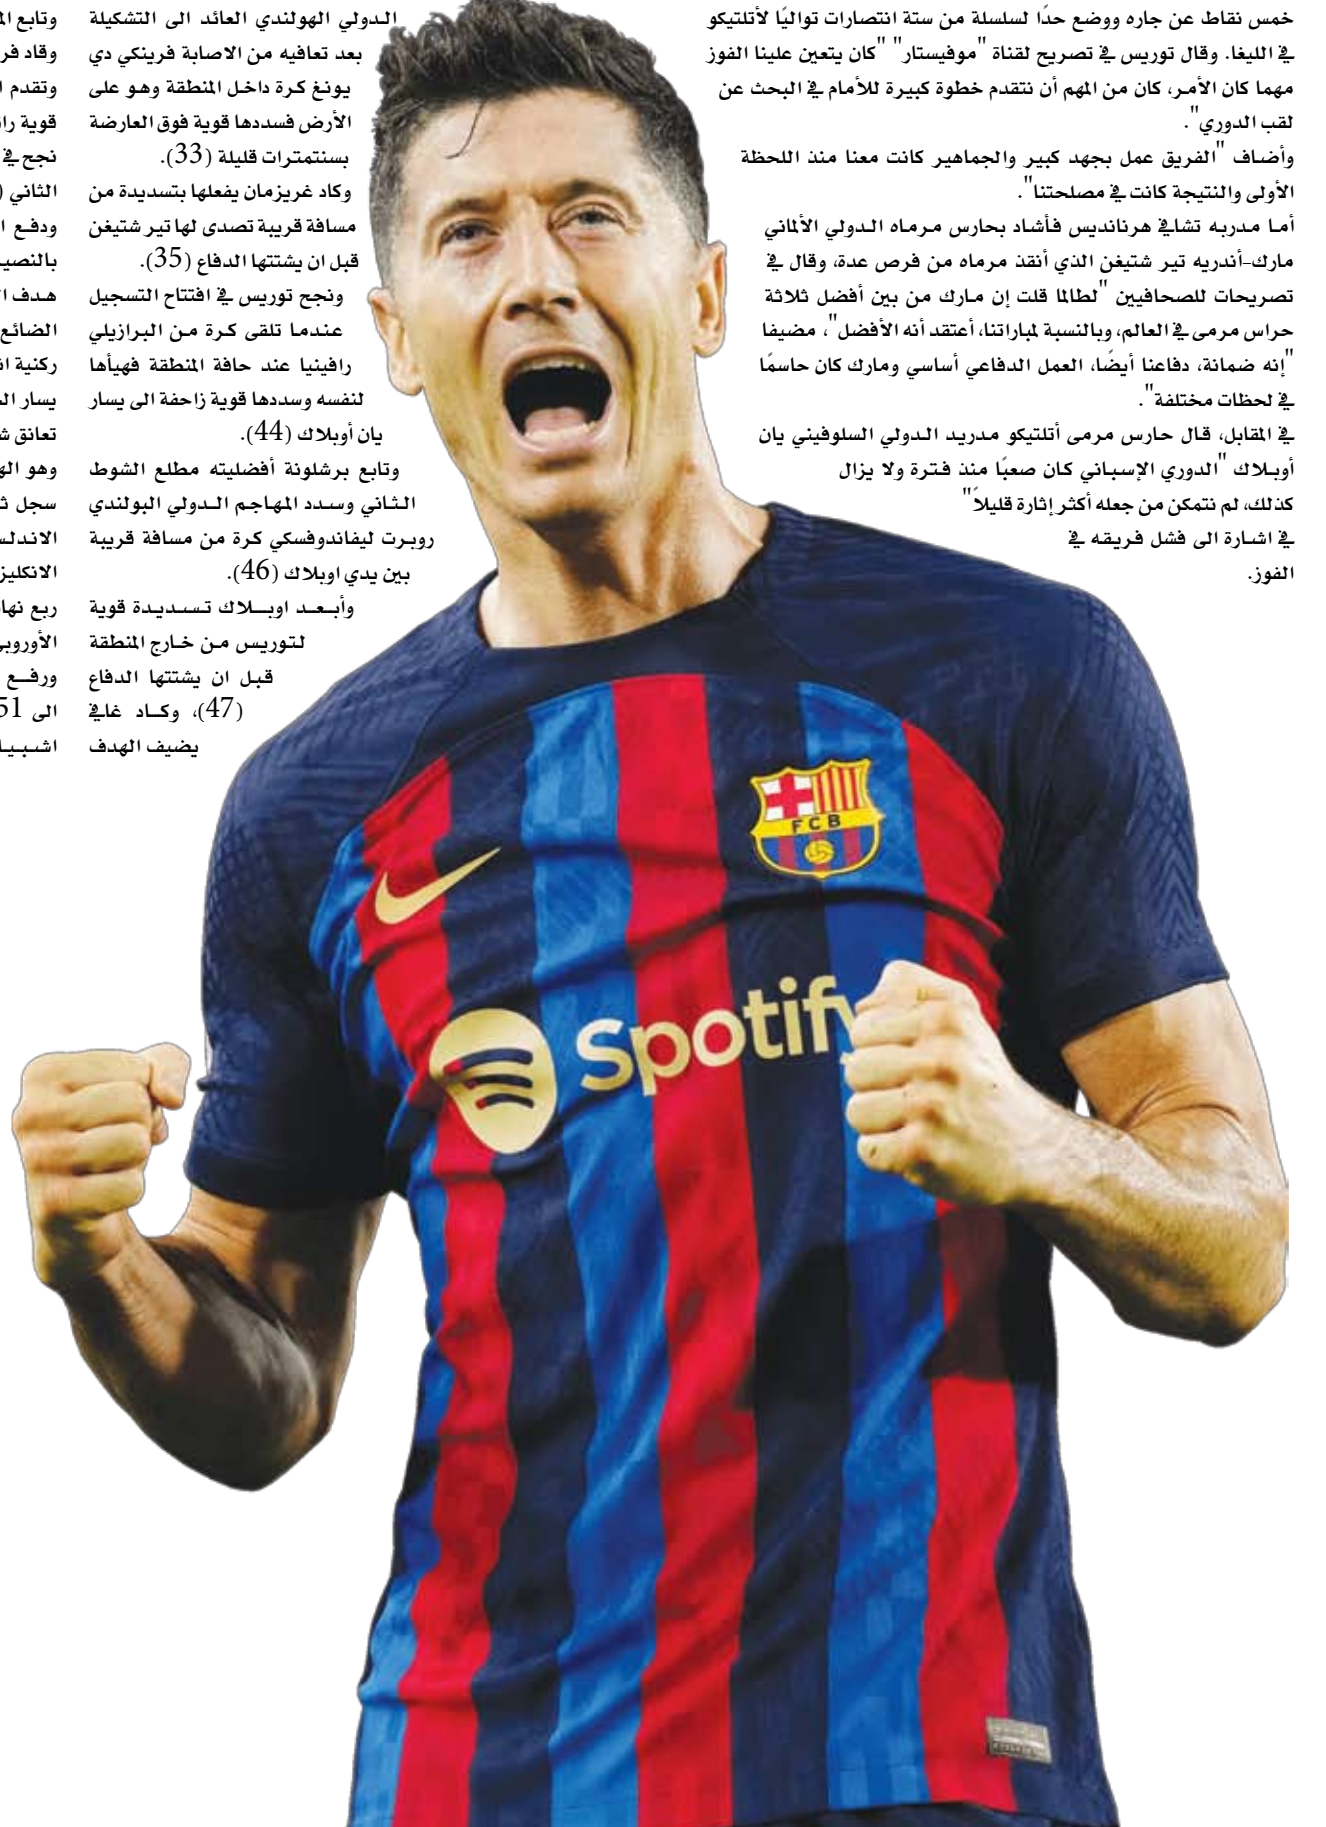 خمس نقاط عن جاره ووضع حدًا لسلسلة من ستة انتصارات تواليًا لأتلتيكو
في الليغا. وقال توريس في تصريح لقناة "موفيستار" "كان يتعين علينا الفوز
مهما كان الأمر، كان من المهم أن نتقدم خطوة كبيرة للأمام في البحث عن
لقب الدوري".
وأضاف "الفريق عمل بجهد كبير والجماهير كانت معنا منذ اللحظة
الأولى والنتيجة كانت في مصلحتنا".
أما مدربه تشافي هرنانديس فأشاد بحارس مرماه الدولي الألماني
مارك-أندريه تير شتيغن الذي أنقذ مرماه من فرص عدة، وقال في
تصريحات للصحافيين "لطالما قلت إن مارك من بين أفضل ثلاثة
حراس مرمى في العالم، وبالنسبة لمباراتنا، أعتقد أنه الأفضل"، مضيفا
"إنه ضمانة، دفاعنا أيضًا، العمل الدفاعي أساسي ومارك كان حاسمًا
في لحظات مختلفة".
في المقابل، قال حارس مرمى أتلتيكو مدريد الدولي السلوفيني يان
أوبلاك "الدوري الإسباني كان صعبًا منذ فترة ولا يزال
كذلك، لم نتمكن من جعله أكثر إثارة قليلاً"
في اشارة الى فشل فريقه في
الفوز.
الدولي الهولندي العائد الى التشكيلة
بعد تعافيه من الاصابة فرينكي دي
يونغ كرة داخل المنطقة وهو على
الأرض فسددها قوية فوق العارضة
بسنتمترات قليلة (33).
وكاد غريزمان يفعلها بتسديدة من
مسافة قريبة تصدى لها تير شتيغن
قبل ان يشتتها الدفاع (35).
ونجح توريس في افتتاح التسجيل
عندما تلقى كرة من البرازيلي
رافينيا عند حافة المنطقة فهيأها
لنفسه وسددها قوية زاحفة الى يسار
يان أوبلاك (44).
وتابع برشلونة أفضليته مطلع الشوط
الثاني وسدد المهاجم الدولي البولندي
روبرت ليفاندوفسكي كرة من مسافة قريبة
بين يدي اوبلاك (46).
وأبعد اوبلاك تسديدة قوية
لتوريس من خارج المنطقة
قبل ان يشتتها الدفاع
(47)، وكاد غافي
يضيف الهدف
وتابع
وقاد
وتقدم
قوية
نجح في
الثاني
ودفع
هدف
الضائع
ركنية
يسار
تعانق
وهو
سجل
ربع
ورفع
الى 51
FCB
Spotify